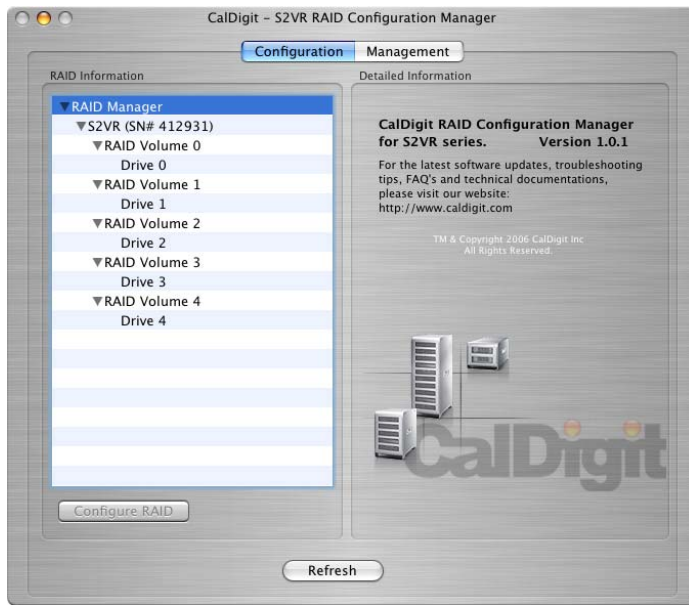 CalDigit – S2VR RAID Configuration Manager
Configuration Management
RAID Information
RAID Manager
S2VR (SN# 412931)
RAID Volume 0
Drive 0
RAID Volume 1
Drive 1
RAID Volume 2
Drive 2
RAID Volume 3
Drive 3
RAID Volume 4
Drive 4
Configure RAID
Detailed Information
CalDigit RAID Configuration Manager
for S2VR series. Version 1.0.1
For the latest software updates, troubleshooting
tips, FAQ's and technical documentations,
please visit our website:
http://www.caldigit.com
TM & Copyright 2006 CalDigit Inc
All Rights Reserved.
CalDigit
Refresh